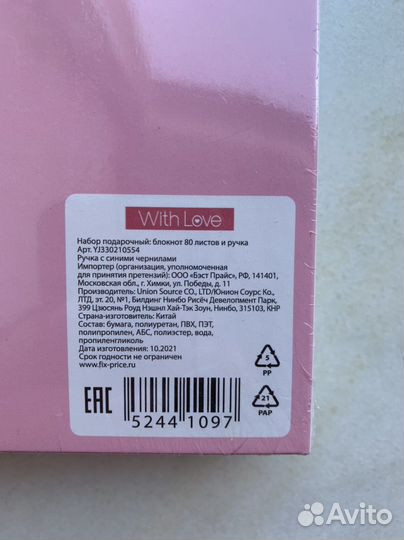 With Love
Набор подарочный: блокнот 80 листов и ручка
Арт. YJ330210554
Ручка с синими чернилами
Импортер (организация, уполномоченная
для принятия претензий): ООО «Бэст Прайс», РФ, 141401,
Московская обл., г. Химки, ул. Победы, д. 11
Производитель: Union Source CO., LTD/Юнион Соурс Ко.,
ЛТД, эт. 20, №1, Билдинг Нинбо Рисёч Девелопмент Парк,
399 Цзюсянь Роуд Нэшнл Хай-Тэк Зоун, Нинбо, 315103, КНР
Страна-изготовитель: Китай
Состав: бумага, полиуретан, ПВХ, ПЭТ,
полипропилен, АБС, полиэстер, вода,
пропиленгликоль
Дата изготовления: 10.2021
Срок годности не ограничен
www.fix-price.ru
5
PP
EAC
5244 1097
21
PAP
Avito